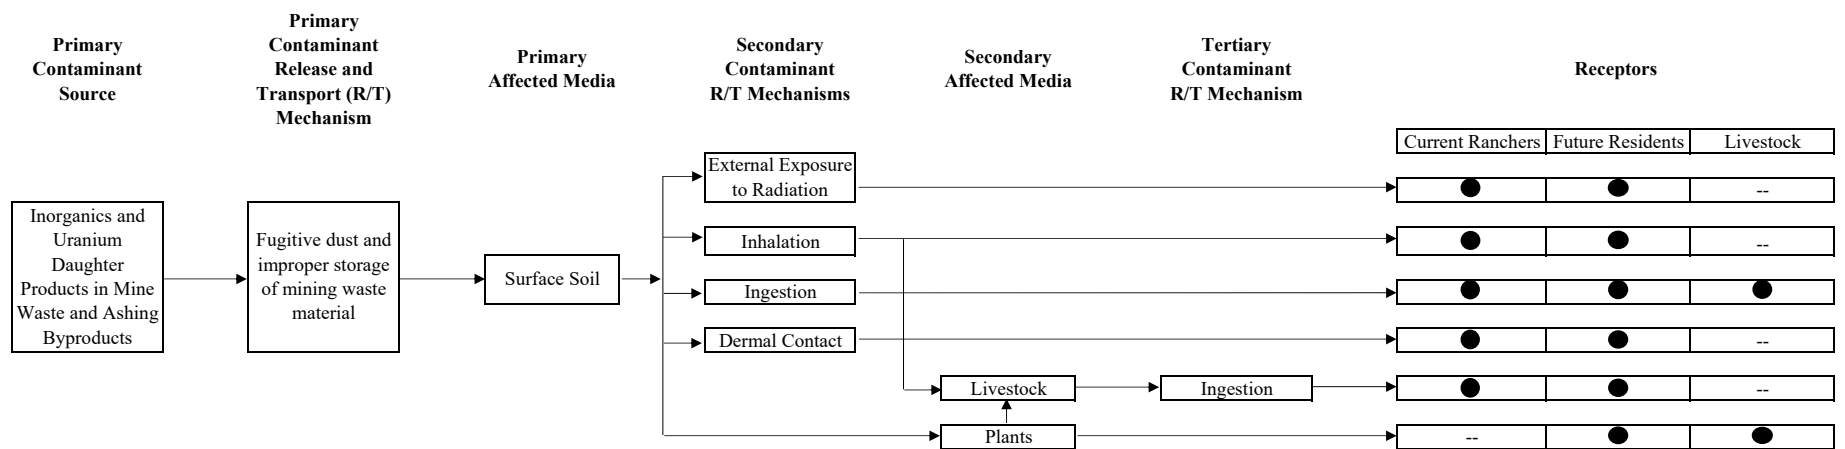 Primary
Contaminant
Source
Primary
Contaminant
Release and
Transport (R/T)
Mechanism
Primary
Affected Media
Secondary
Contaminant
R/T Mechanisms
Secondary
Affected Media
Tertiary
Contaminant
R/T Mechanism
Receptors
Current Ranchers Future Residents Livestock
Inorganics and
Uranium
Daughter
Products in Mine
Waste and Ashing
Byproducts
Fugitive dust and
improper storage
of mining waste
material
Surface Soil
External Exposure
to Radiation
--
Inhalation
--
Ingestion
Dermal Contact
--
Livestock
Ingestion
--
Plants
--